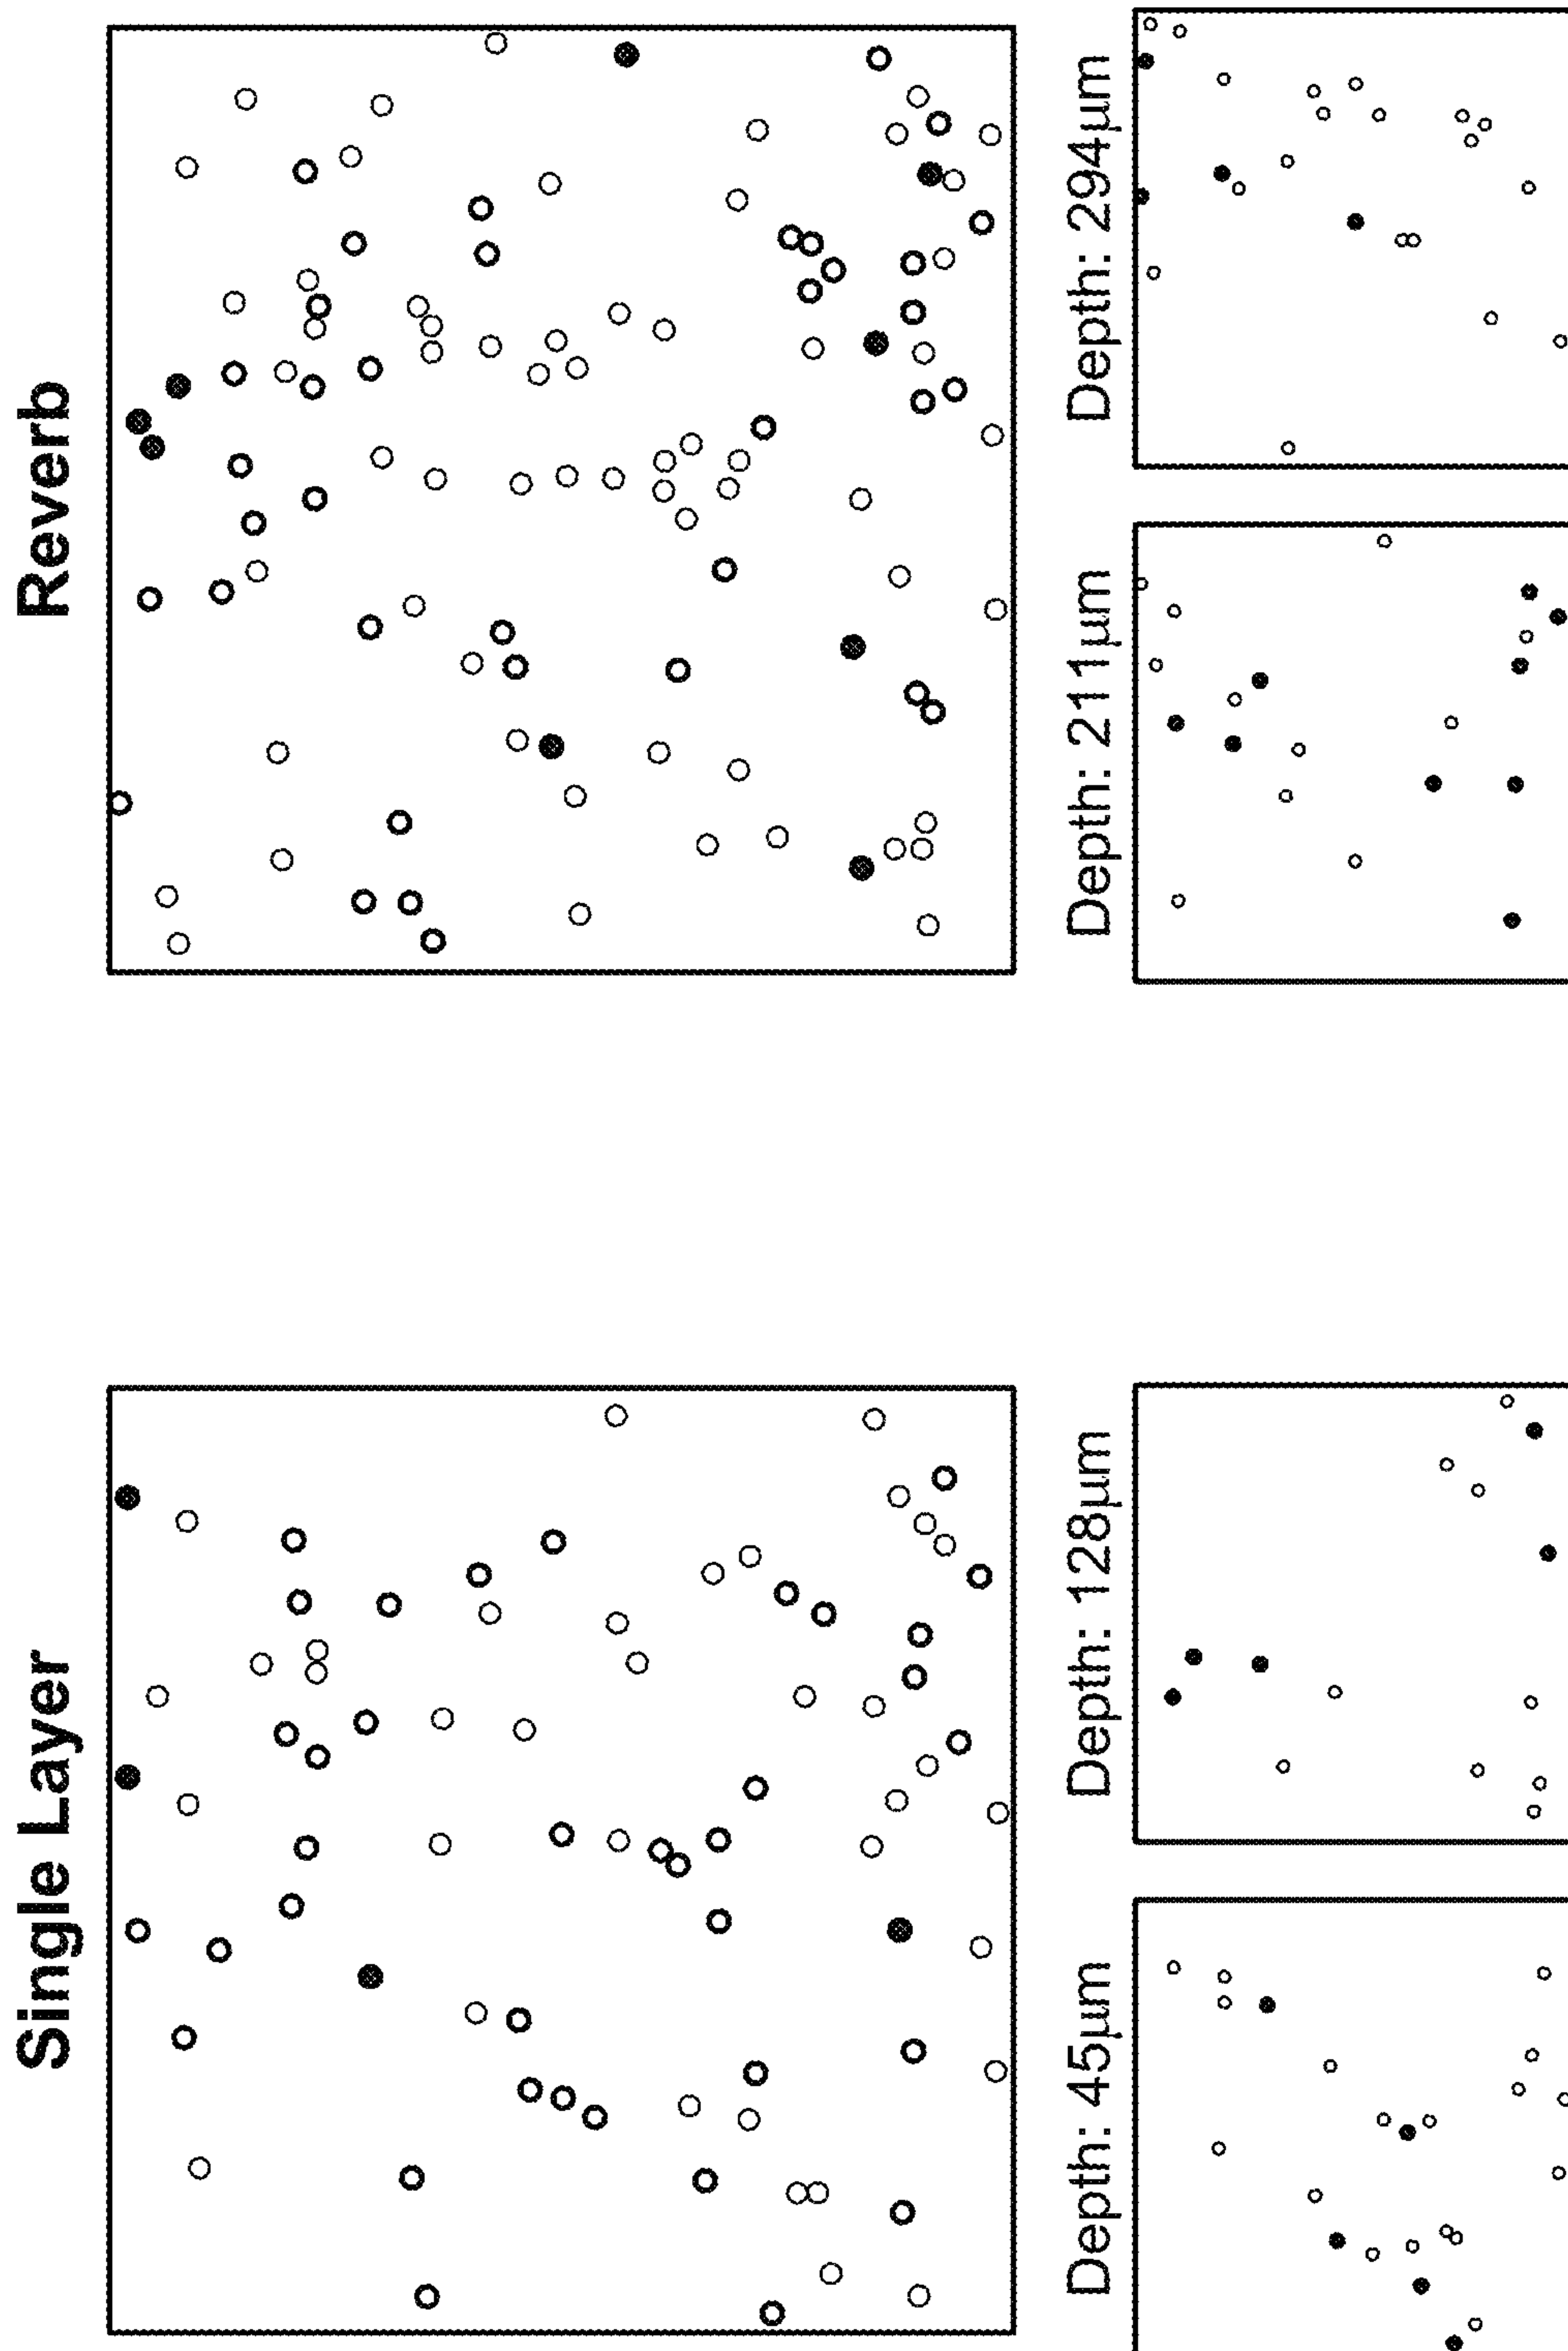 Single Layer
Reverb
Depth: 45µm
Depth: 128µm
Depth: 211µm
Depth: 294µm